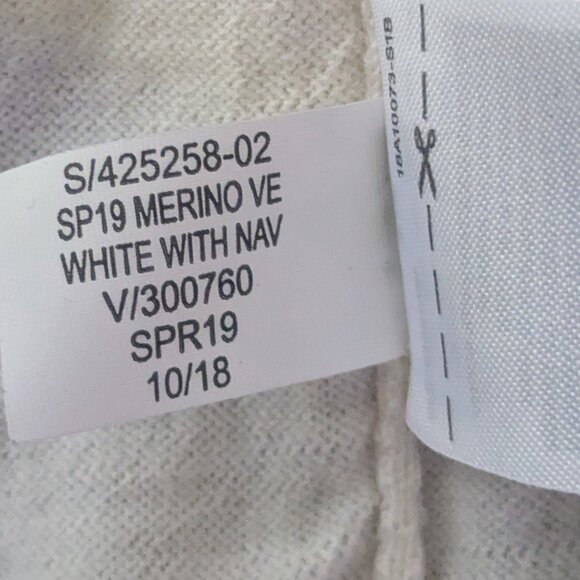 S/425258-02
SP19 MERINO VE
WHITE WITH NAV
V/300760
SPR19
10/18
18A10073-S1B